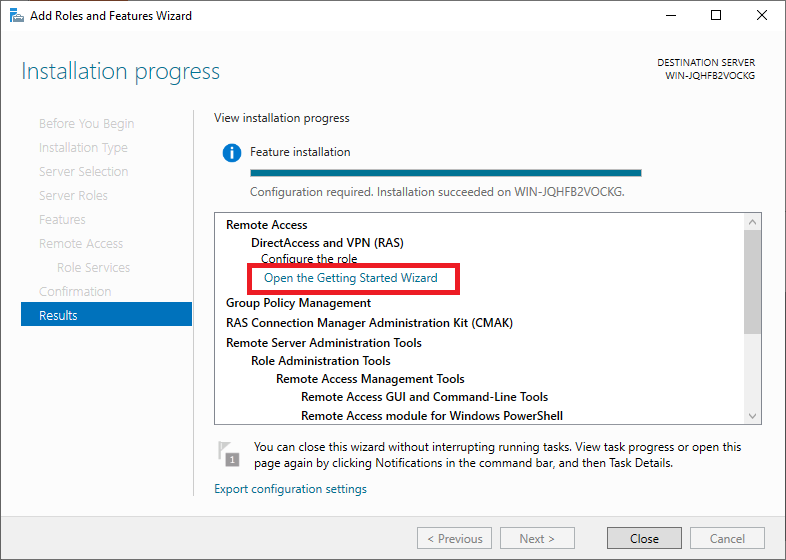 Add Roles and Features Wizard
Installation progress
DESTINATION SERVER
WIN-JQHFB2VOCKG
Before You Begin
Installation Type
Server Selection
Server Roles
Features
Remote Access
Role Services
Confirmation
Results
View installation progress
Feature installation
Configuration required. Installation succeeded on WIN-JQHFB2VOCKG.
Remote Access
DirectAccess and VPN (RAS)
Configure the role
Open the Getting Started Wizard
Group Policy Management
RAS Connection Manager Administration Kit (CMAK)
Remote Server Administration Tools
Role Administration Tools
Remote Access Management Tools
Remote Access GUI and Command-Line Tools
Remote Access module for Windows PowerShell
1
You can close this wizard without interrupting running tasks. View task progress or open this
page again by clicking Notifications in the command bar, and then Task Details.
Export configuration settings
< Previous
Next >
Close
Cancel